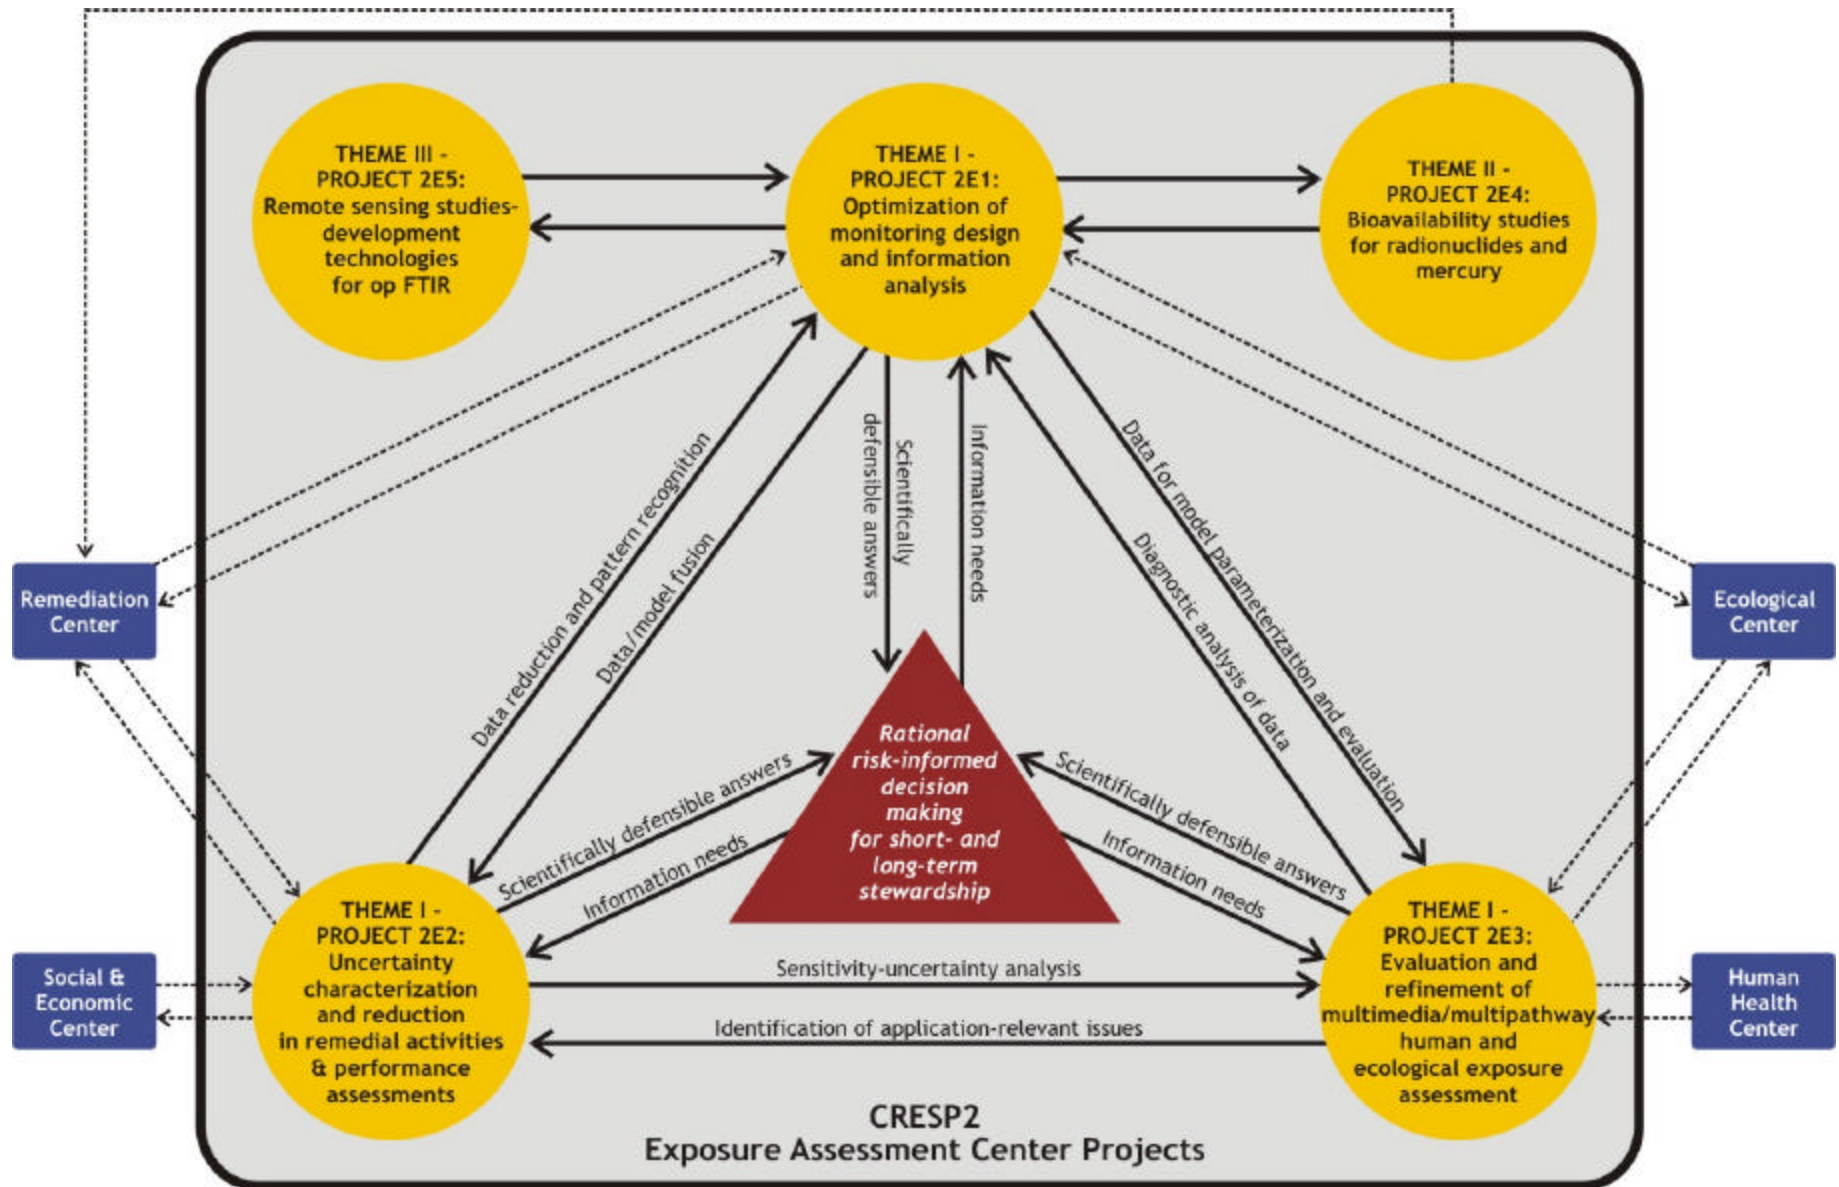 THEME III -
PROJECT 2E5:
Remote sensing studies-
development
technologies
for op FTIR
THEME I -
PROJECT 2E1:
Optimization of
monitoring design
and information
analysis
THEME II -
PROJECT 2E4:
Bioavailability studies
for radionuclides and
mercury
Data reduction and pattern recognition
Data/model fusion
Scientifically
defensible answers
Information needs
Data for model parameterization and evaluation
Diagnostic analysis of data
Remediation
Center
Ecological
Center
Rational
risk-informed
decision
making
for short- and
long-term
stewardship
Scientifically defensible answers
Information needs
Scientifically defensible answers
Information needs
THEME I -
PROJECT 2E2:
Uncertainty
characterization
and reduction
in remedial activities
& performance
assessments
Sensitivity-uncertainty analysis
Identification of application-relevant issues
THEME I -
PROJECT 2E3:
Evaluation and
refinement of
multimedia/multipathway
human and
ecological exposure
assessment
Social &
Economic
Center
Human
Health
Center
CRESP2
Exposure Assessment Center Projects